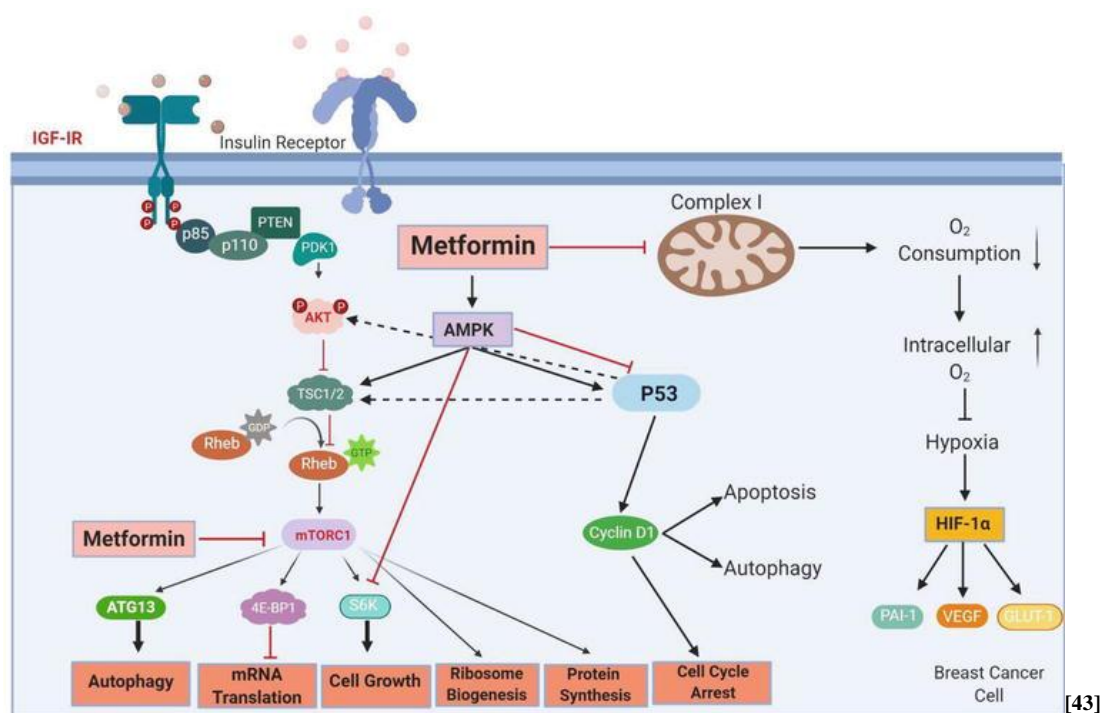 IGF-IR
Insulin Receptor
P
P
P
P
p85
p110
PTEN
PDK1
Metformin
Complex I
O₂
Consumption
Intracellular
O₂
Hypoxia
HIF-1α
PAI-1
VEGF
GLUT-1
P
P
AKT
AMPK
TSC1/2
P53
GDP
Rheb
Rheb
GTP
Metformin
mTORC1
Cyclin D1
Apoptosis
Autophagy
ATG13
4E-BP1
S6K
Autophagy
mRNA
Translation
Cell Growth
Ribosome
Biogenesis
Protein
Synthesis
Cell Cycle
Arrest
Breast Cancer
Cell
[43]